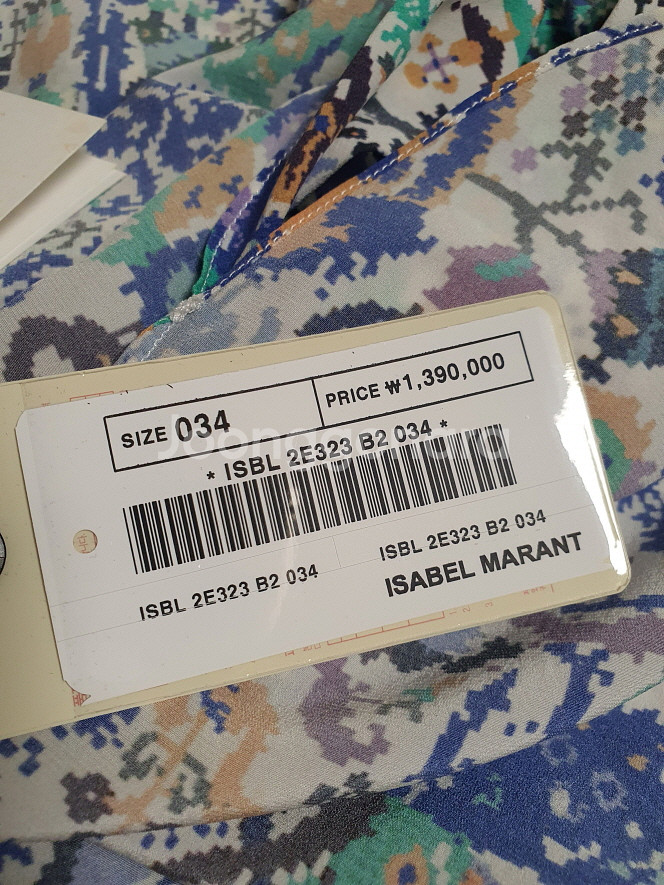 SIZE 034
PRICE ₩1,390,000
* ISBL 2E323 B2 034 *
ISBL 2E323 B2 034
ISBL 2E323 B2 034
ISABEL MARANT
Joonggonara